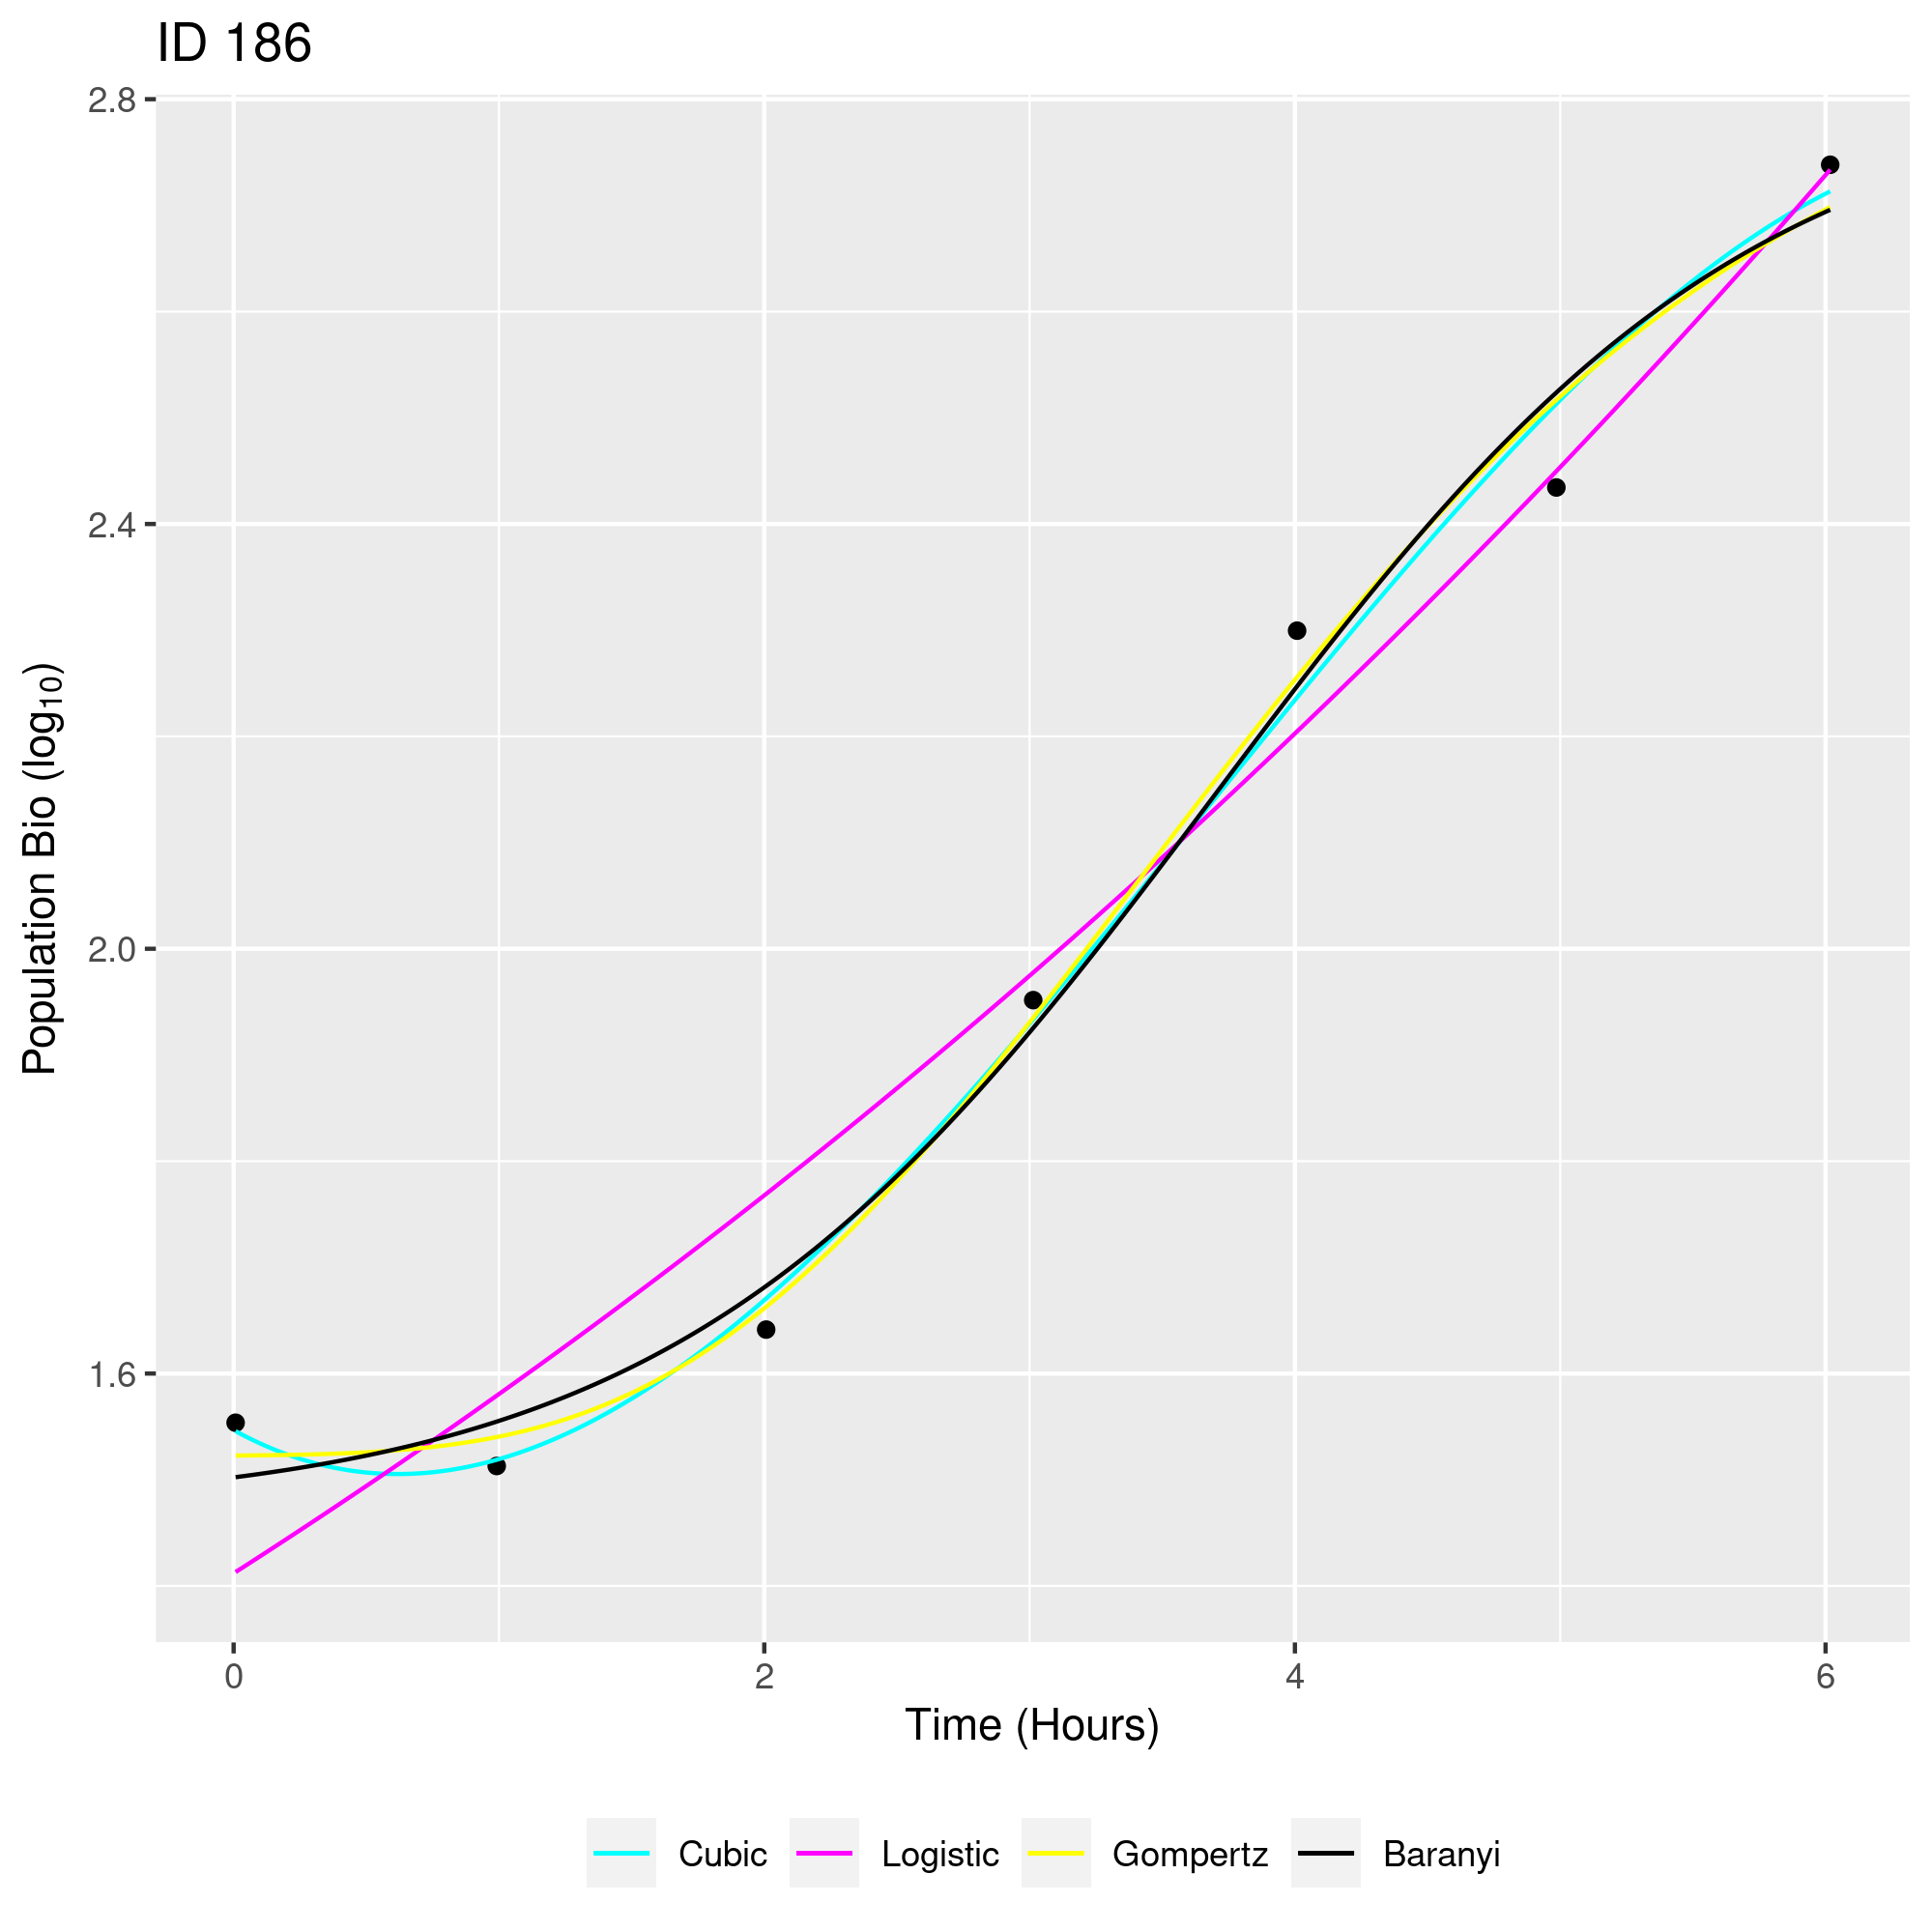 ID 186
2.8
2.4
2.0
1.6
Population Bio (log₁₀)
0 2 4 6
Time (Hours)
Cubic Logistic Gompertz Baranyi